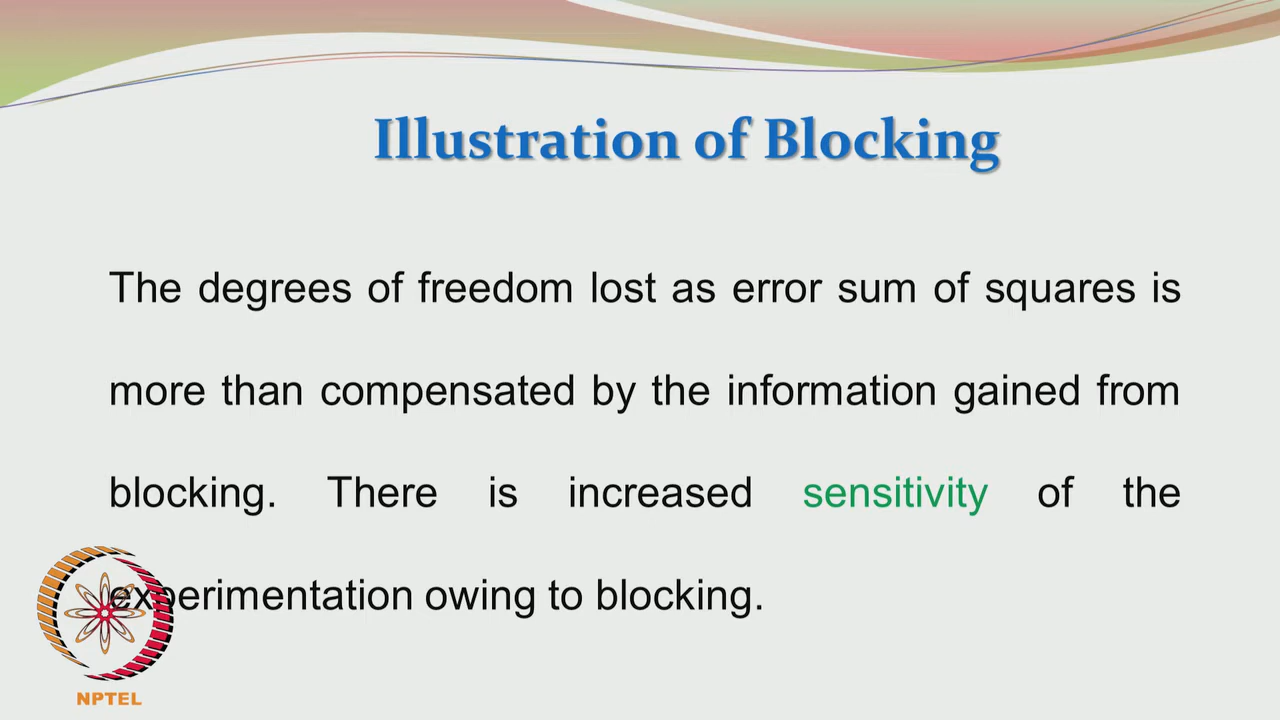 Illustration of Blocking
The degrees of freedom lost as error sum of squares is
more than compensated by the information gained from
blocking. There is increased sensitivity of the
experimentation owing to blocking.
NPTEL